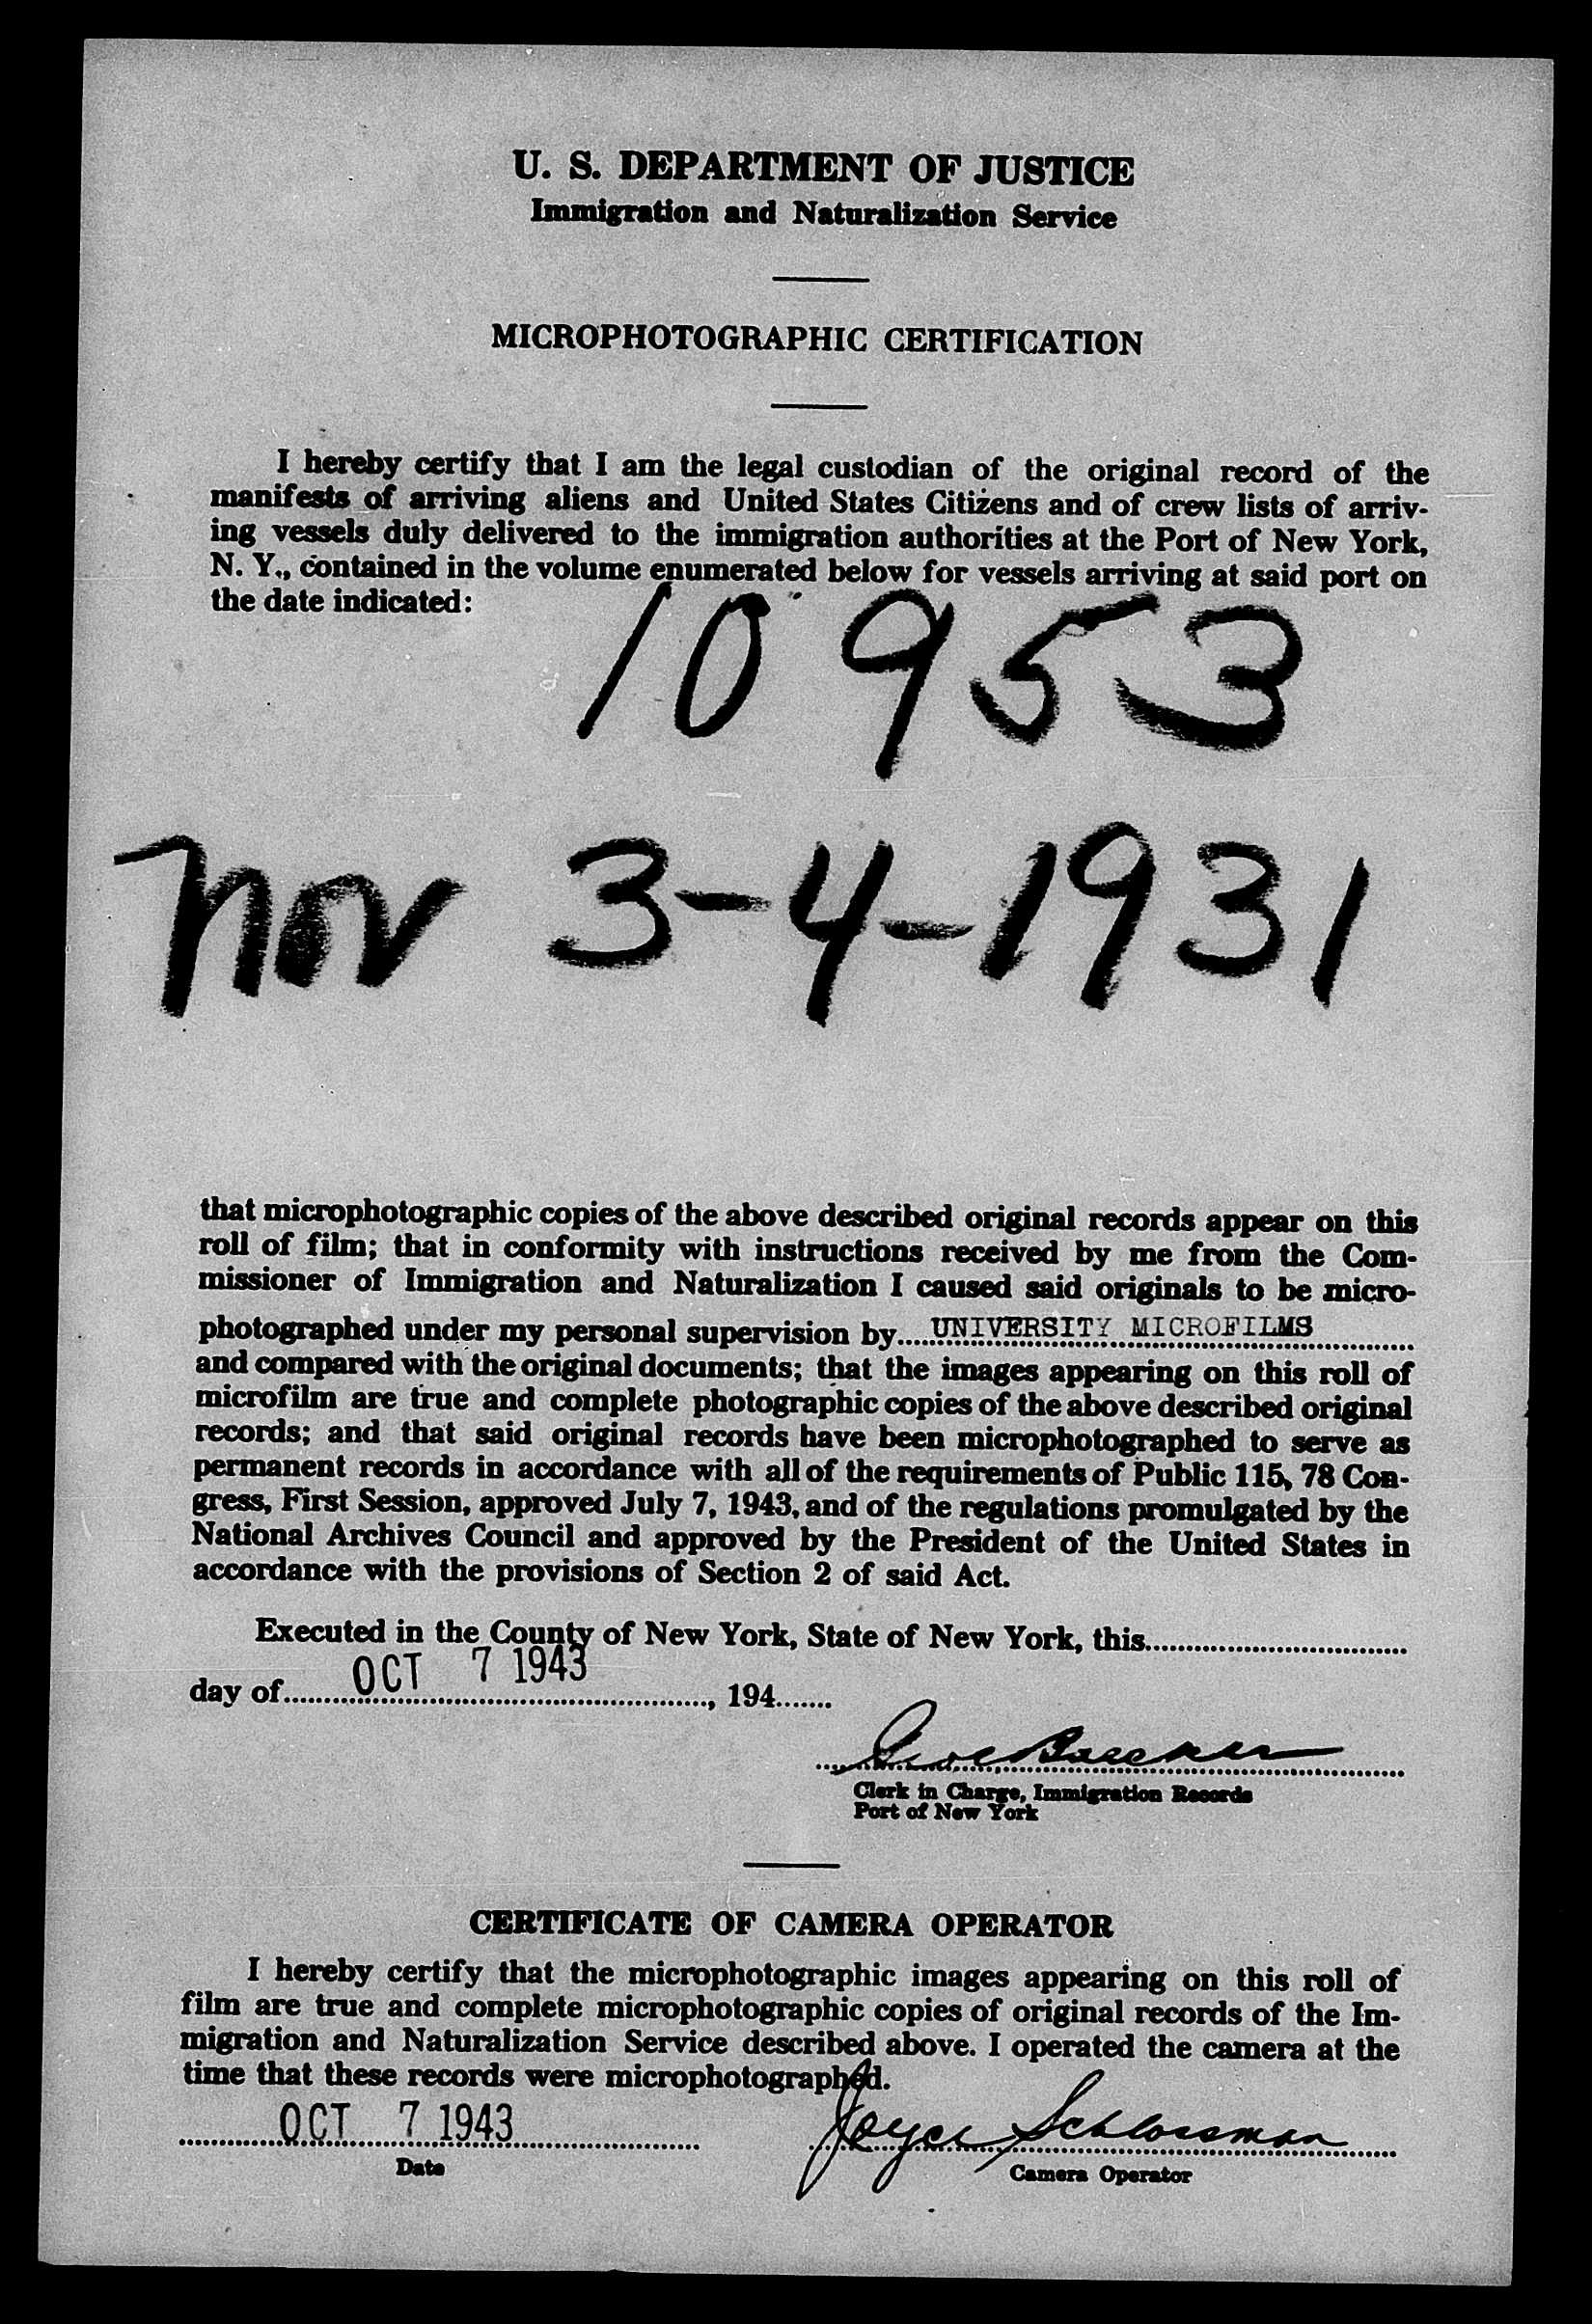 U. S. DEPARTMENT OF JUSTICE
Immigration and Naturalization Service
MICROPHOTOGRAPHIC CERTIFICATION
I hereby certify that I am the legal custodian of the original record of the
manifests of arriving aliens and United States Citizens and of crew lists of arriv-
ing vessels duly delivered to the immigration authorities at the Port of New York,
N. Y., contained in the volume enumerated below for vessels arriving at said port on
the date indicated:
10953
Nov 3-4-1931
that microphotographic copies of the above described original records appear on this
roll of film; that in conformity with instructions received by me from the Com-
missioner of Immigration and Naturalization I caused said originals to be micro-
photographed under my personal supervision by.....UNIVERSITY MICROFILMS
and compared with the original documents; that the images appearing on this roll of
microfilm are true and complete photographic copies of the above described original
records; and that said original records have been microphotographed to serve as
permanent records in accordance with all of the requirements of Public 115, 78 Con-
gress, First Session, approved July 7, 1943, and of the regulations promulgated by the
National Archives Council and approved by the President of the United States in
accordance with the provisions of Section 2 of said Act.
Executed in the County of New York, State of New York, this
day of OCT 7 1943, 194
Clerk in Charge, Immigration Records
Port of New York
CERTIFICATE OF CAMERA OPERATOR
I hereby certify that the microphotographic images appearing on this roll of
film are true and complete microphotographic copies of original records of the Im-
migration and Naturalization Service described above. I operated the camera at the
time that these records were microphotographed.
OCT 7 1943 Joyce Schlossman
Date Camera Operator